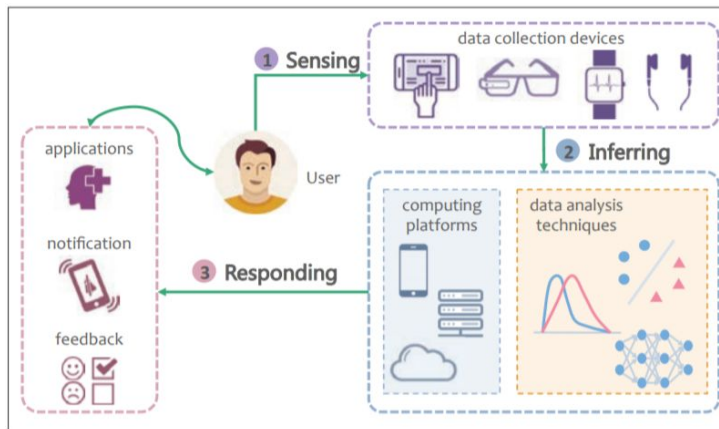 1 Sensing
data collection devices
User
2 Inferring
computing
platforms
data analysis
techniques
3 Responding
applications
notification
feedback